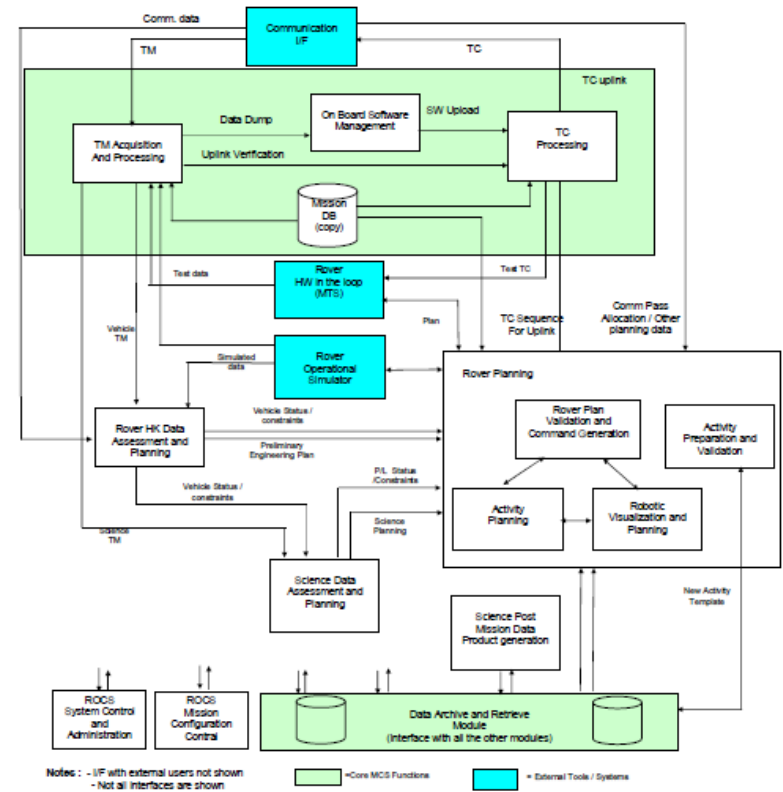 Comm. data
Communication
I/F
TM
TC
TC uplink
Data Dump
On Board Software
Management
SW Upload
TM Acquisition
And Processing
TC
Processing
Uplink Verification
Mission
DB
(copy)
Test data
Rover
HW in the loop
(MTS)
Test TC
Plan
TC Sequence
For Uplink
Comm Pass
Allocation / Other
planning data
Vehicle
TM
Simulated
data
Rover
Operational
Simulator
Rover Planning
Rover HK Data
Assessment and
Planning
Vehicle Status /
constraints
Preliminary
Engineering Plan
Rover Plan
Validation and
Command Generation
Activity
Preparation and
Validation
Vehicle Status /
constraints
P/L Status
/Constraints
Activity
Planning
Robotic
Visualization and
Planning
Science
TM
Science
Planning
Science Data
Assessment and
Planning
New Activity
Template
Science Post
Mission Data
Product generation
ROCS
System Control
and
Administration
ROCS
Mission
Configuration
Control
Data Archive and Retrieve
Module
(Interface with all the other modules)
Notes : - I/F with external users not shown
- Not all Interfaces are shown
=Core MCS Functions
= External Tools / Systems